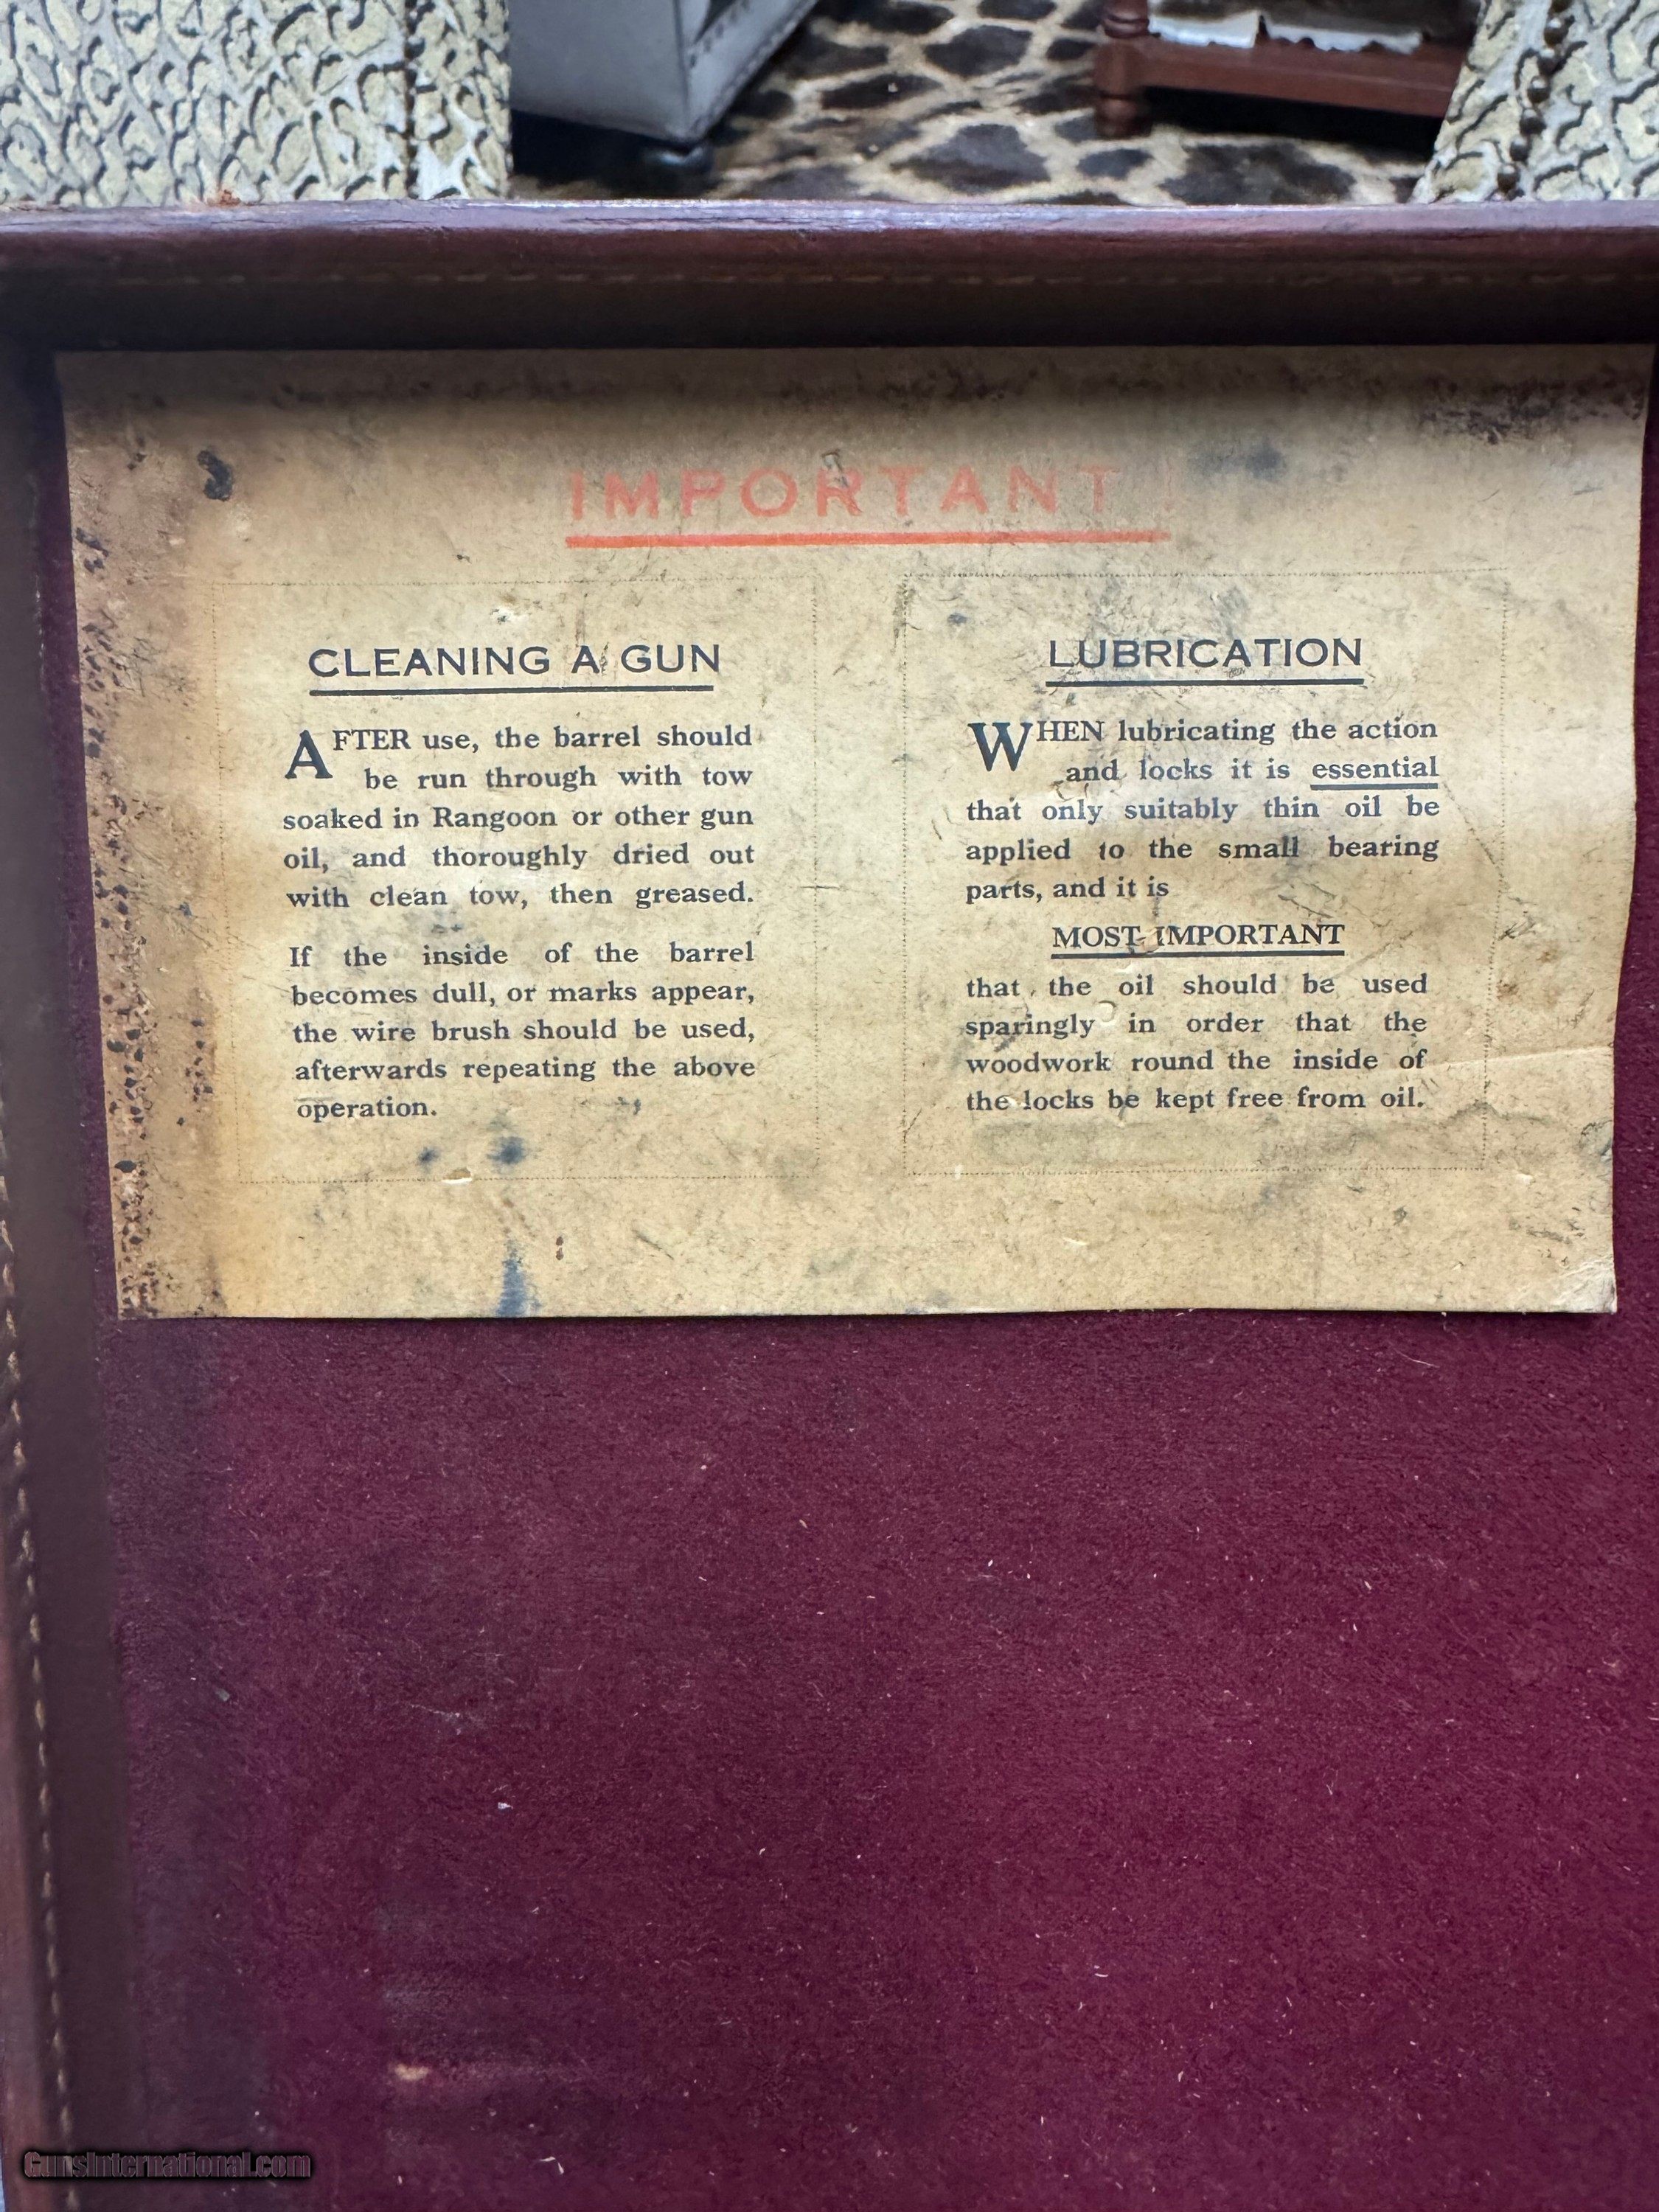 IMPORTANT !
CLEANING A GUN
AFTER use, the barrel should
be run through with tow
soaked in Rangoon or other gun
oil, and thoroughly dried out
with clean tow, then greased.
If the inside of the barrel
becomes dull, or marks appear,
the wire brush should be used,
afterwards repeating the above
operation.
LUBRICATION
WHEN lubricating the action
and locks it is essential
that only suitably thin oil be
applied to the small bearing
parts, and it is
MOST IMPORTANT
that the oil should be used
sparingly in order that the
woodwork round the inside of
the locks be kept free from oil.
GunsInternational.com